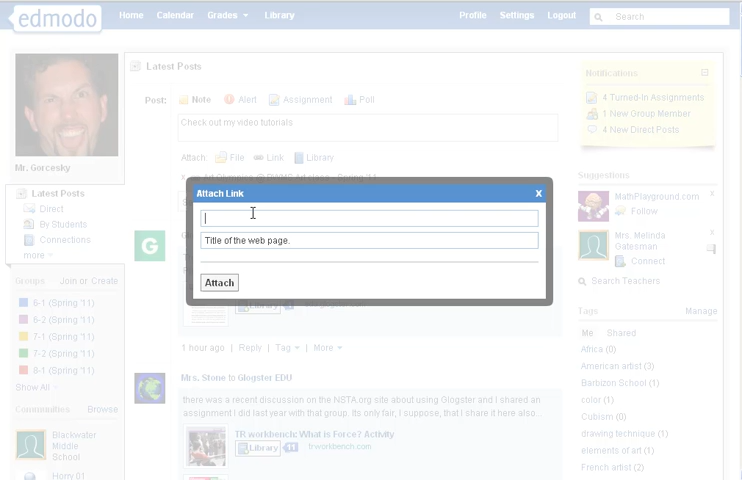 edmodo
Home Calendar Grades Library
Profile Settings Logout
Search
Mr. Gorcesky
Latest Posts
Direct
By Students
Connections
more
Groups Join or Create
6-1 (Spring '11)
6-2 (Spring '11)
7-1 (Spring '11)
7-2 (Spring '11)
8-1 (Spring '11)
Show All
Communities Browse
Blackwater
Middle
School
Horry 01
Latest Posts
Post: Note Alert Assignment Poll
Check out my video tutorials
Attach: File Link Library
Attach Link X
Title of the web page.
Attach
Library
1 hour ago | Reply | Tag | More
Mrs. Stone to Glogster EDU
there was a recent discussion on the NSTA.org site about using Glogster and I shared an
assignment I did last year with that group. Its only fair, I suppose, that I share it here also...
TR workbench: What is Force? Activity
Library 11 trworkbench.com
Notifications
4 Turned-In Assignments
1 New Group Member
4 New Direct Posts
Suggestions
MathPlayground.com x
Follow
Mrs. Melinda x
Gatesman
Connect
Search Teachers
Tags Manage
Me Shared
Africa (0)
American artist (3)
Barbizon School (1)
color (1)
Cubism (0)
drawing technique (1)
elements of art (1)
French artist (2)